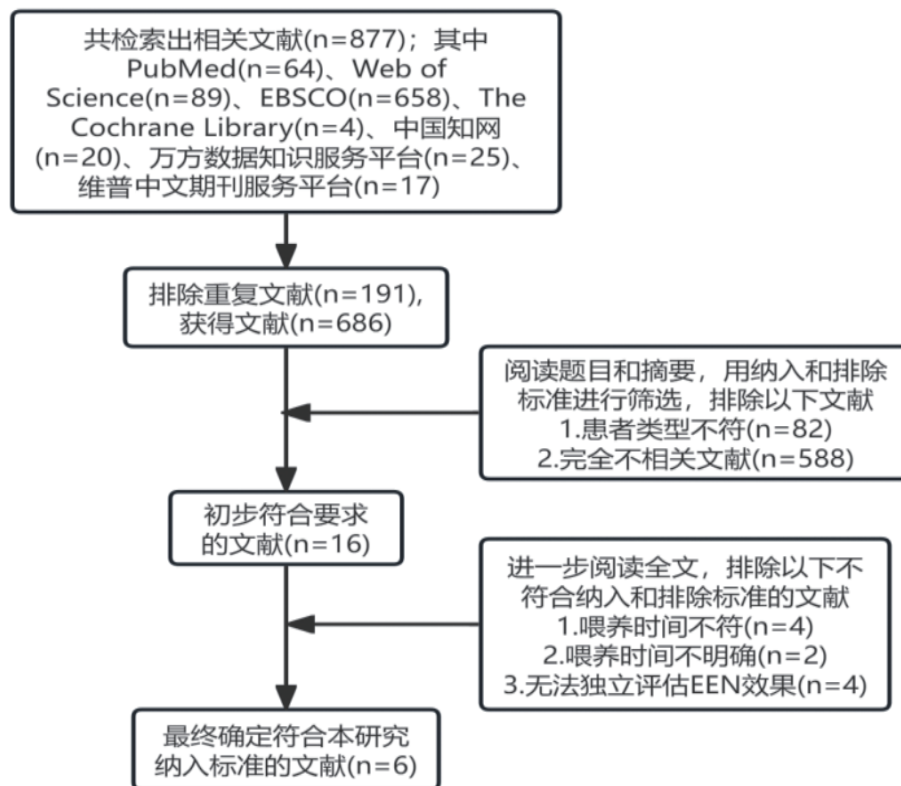 共检索出相关文献(n=877)；其中
PubMed(n=64)、Web of
Science(n=89)、EBSCO(n=658)、The
Cochrane Library(n=4)、中国知网
(n=20)、万方数据知识服务平台(n=25)、
维普中文期刊服务平台(n=17)
排除重复文献(n=191),
获得文献(n=686)
阅读题目和摘要，用纳入和排除
标准进行筛选，排除以下文献
1.患者类型不符(n=82)
2.完全不相关文献(n=588)
初步符合要求
的文献(n=16)
进一步阅读全文，排除以下不
符合纳入和排除标准的文献
1.喂养时间不符(n=4)
2.喂养时间不明确(n=2)
3.无法独立评估EEN效果(n=4)
最终确定符合本研究
纳入标准的文献(n=6)